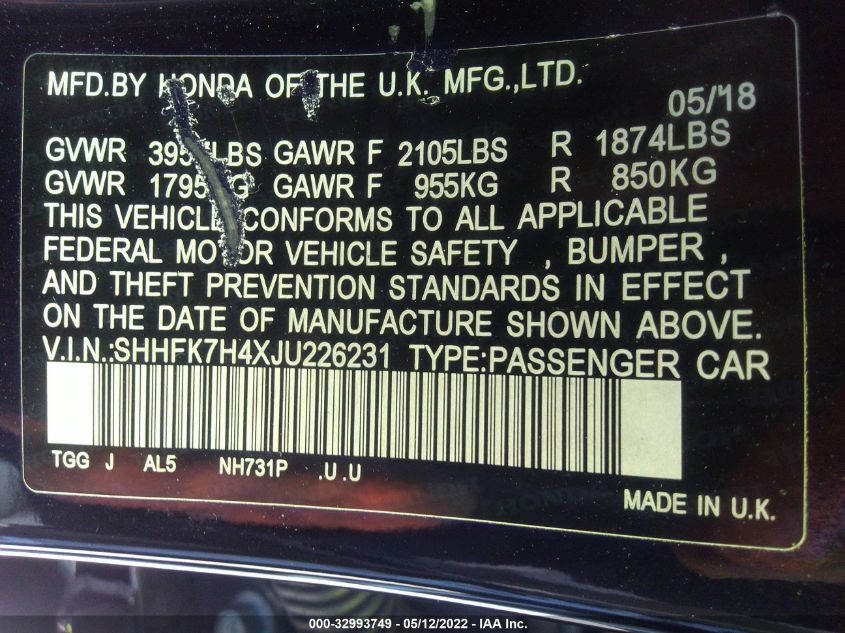 MFD.BY HONDA OF THE U.K. MFG.,LTD.
05/18
GVWR LBS GAWR F 2105LBS R 1874LBS
GVWR 1795KG GAWR F 955KG R 850KG
THIS VEHICLE CONFORMS TO ALL APPLICABLE
FEDERAL MOTOR VEHICLE SAFETY , BUMPER ,
AND THEFT PREVENTION STANDARDS IN EFFECT
ON THE DATE OF MANUFACTURE SHOWN ABOVE.
V.I.N.:SHHFK7H4XJU226231 TYPE:PASSENGER CAR
TGG J AL5 NH731P .U.U
MADE IN U.K.
000-32993749 - 05/12/2022 - IAA Inc.